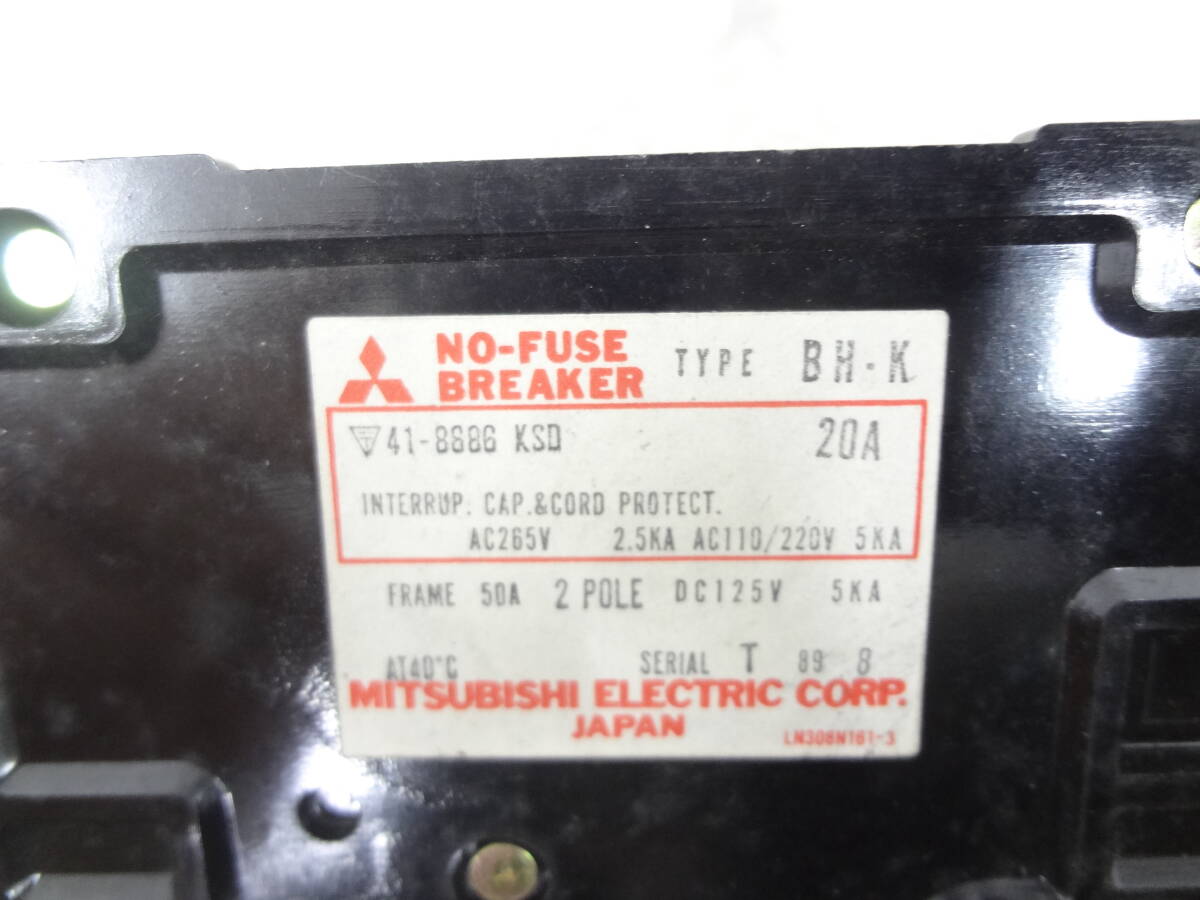 NO-FUSE
BREAKER
TYPE BH-K
41-8686 KSD 20A
INTERRUP. CAP.&CORD PROTECT.
AC265V 2.5KA AC110/220V 5KA
FRAME 50A 2 POLE DC125V 5KA
AT40°C SERIAL T 89 8
MITSUBISHI ELECTRIC CORP.
JAPAN
LN308N161-3